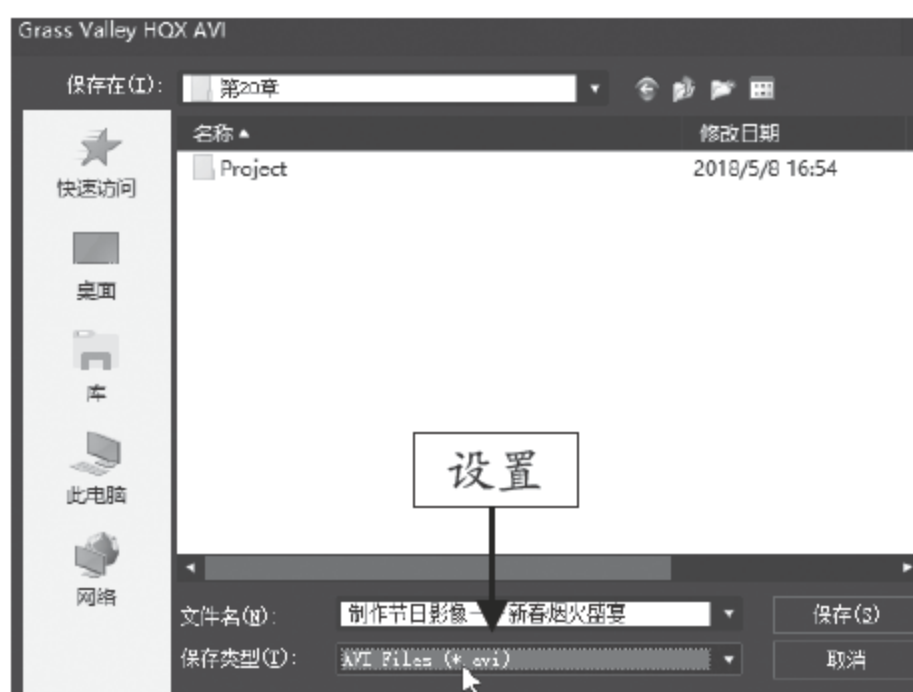 Grass Valley HQX AVI
保存在(I):
第20章
名称
修改日期
Project
2018/5/8 16:54
快速访问
桌面
库
此电脑
网络
设置
文件名(N):
制作节日影像——新春烟火盛宴
保存(S)
保存类型(T):
AVI Files (*.avi)
取消